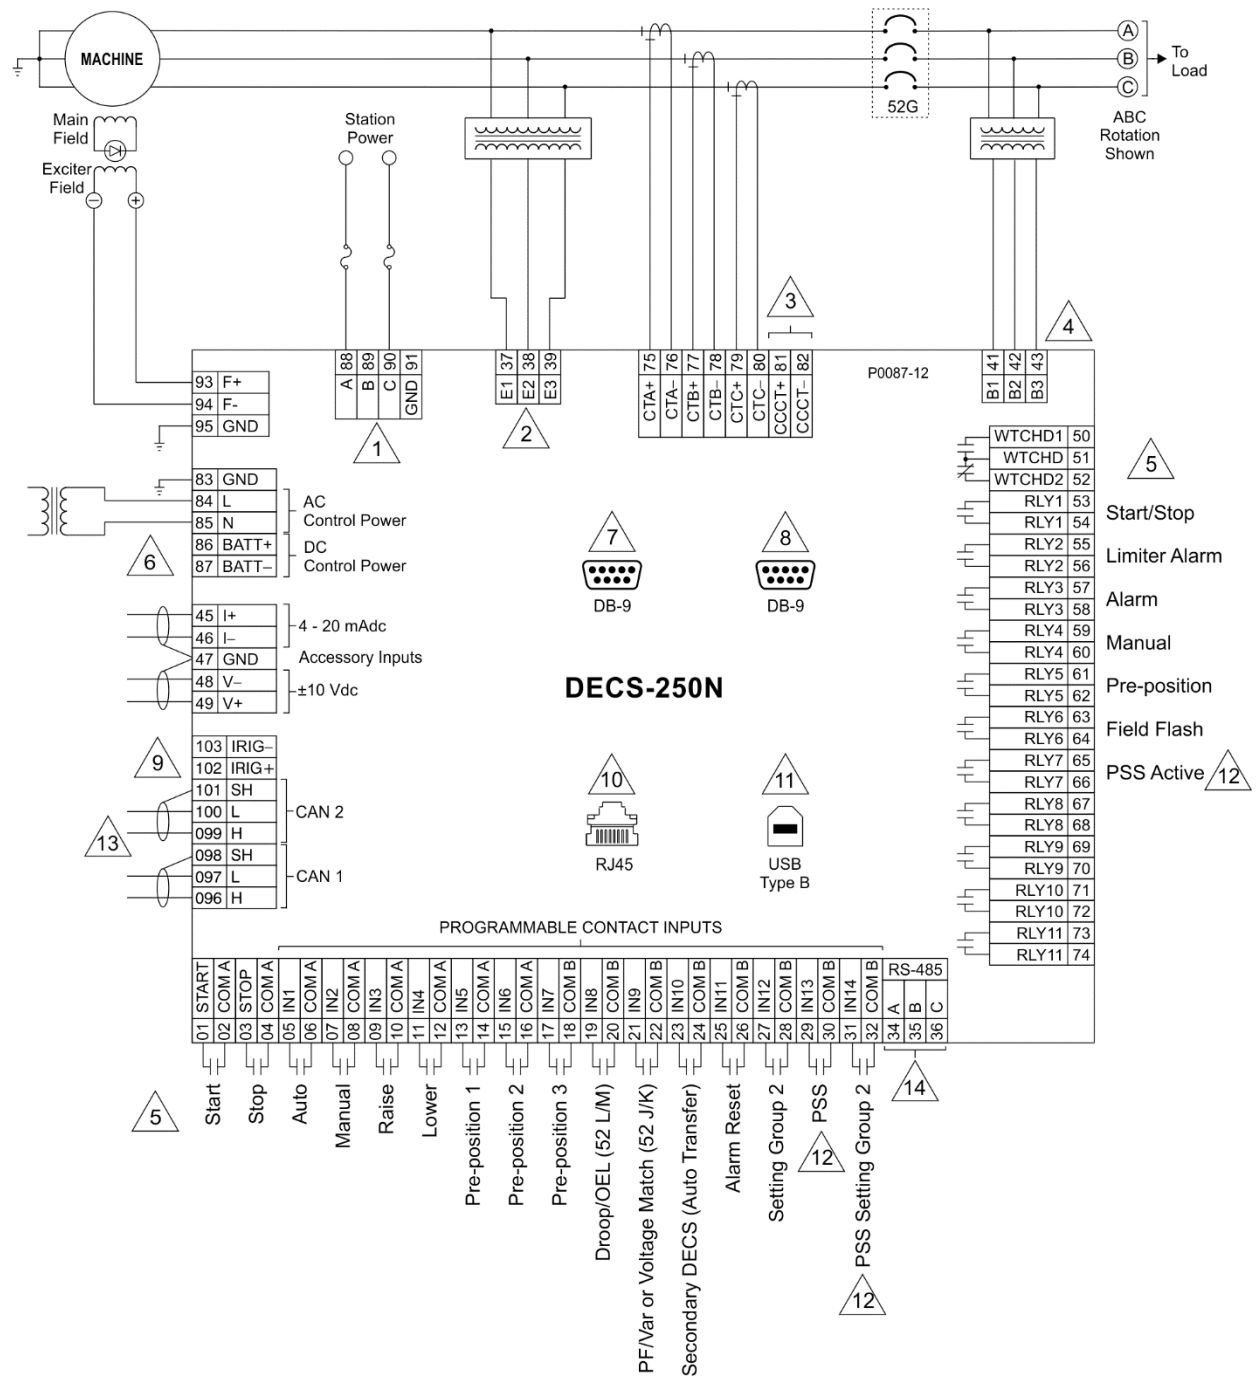 MACHINE
A
B
C
To
Load
52G
ABC
Rotation
Shown
Main
Field
Exciter
Field
−
+
Station
Power
3
4
A 88
B 89
C 90
GND 91
1
E1 37
E2 38
E3 39
2
CTA+ 75
CTA– 76
CTB+ 77
CTB– 78
CTC+ 79
CTC– 80
CCCT+ 81
CCCT– 82
P0087-12
B1 41
B2 42
B3 43
93 F+
94 F-
95 GND
83 GND
84 L
85 N
AC
Control Power
86 BATT+
87 BATT–
DC
Control Power
6
45 I+
46 I–
4 - 20 mAdc
47 GND
Accessory Inputs
48 V–
49 V+
±10 Vdc
103 IRIG–
102 IRIG+
9
101 SH
100 L
099 H
CAN 2
13
098 SH
097 L
096 H
CAN 1
7
DB-9
8
DB-9
DECS-250N
10
RJ45
11
USB
Type B
WTCHD1 50
WTCHD 51
WTCHD2 52
5
RLY1 53
RLY1 54
Start/Stop
RLY2 55
RLY2 56
Limiter Alarm
RLY3 57
RLY3 58
Alarm
RLY4 59
RLY4 60
Manual
RLY5 61
RLY5 62
Pre-position
RLY6 63
RLY6 64
Field Flash
RLY7 65
RLY7 66
PSS Active
12
RLY8 67
RLY8 68
RLY9 69
RLY9 70
RLY10 71
RLY10 72
RLY11 73
RLY11 74
PROGRAMMABLE CONTACT INPUTS
01 START
02 COM A
03 STOP
04 COM A
05 IN1
06 COM A
07 IN2
08 COM A
09 IN3
10 COM A
11 IN4
12 COM A
13 IN5
14 COM A
15 IN6
16 COM A
17 IN7
18 COM B
19 IN8
20 COM B
21 IN9
22 COM B
23 IN10
24 COM B
25 IN11
26 COM B
27 IN12
28 COM B
29 IN13
30 COM B
31 IN14
32 COM B
RS-485
34 A
35 B
36 C
14
5
Start
Stop
Auto
Manual
Raise
Lower
Pre-position 1
Pre-position 2
Pre-position 3
Droop/OEL (52 L/M)
PF/Var or Voltage Match (52 J/K)
Secondary DECS (Auto Transfer)
Alarm Reset
Setting Group 2
PSS
12
PSS Setting Group 2
12